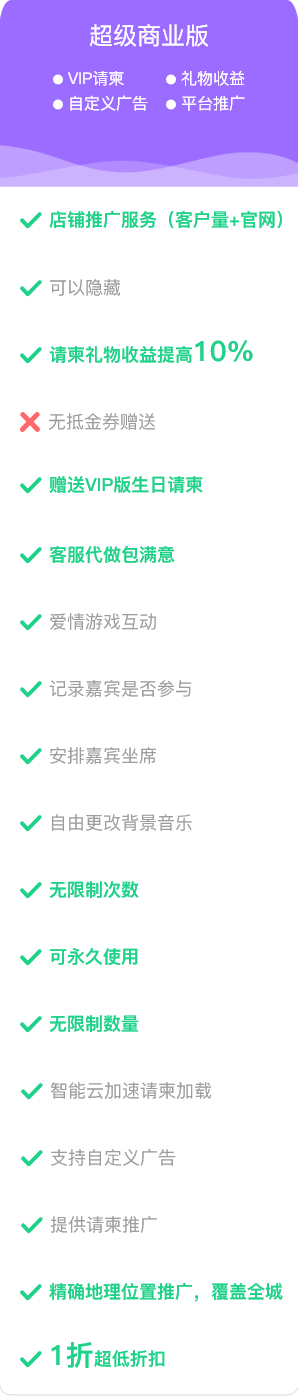 超级商业版
VIP请柬 礼物收益
自定义广告 平台推广
店铺推广服务（客户量+官网）
可以隐藏
请柬礼物收益提高10%
无抵金券赠送
赠送VIP版生日请柬
客服代做包满意
爱情游戏互动
记录嘉宾是否参与
安排嘉宾坐席
自由更改背景音乐
无限制次数
可永久使用
无限制数量
智能云加速请柬加载
支持自定义广告
提供请柬推广
精确地理位置推广，覆盖全城
1折超低折扣